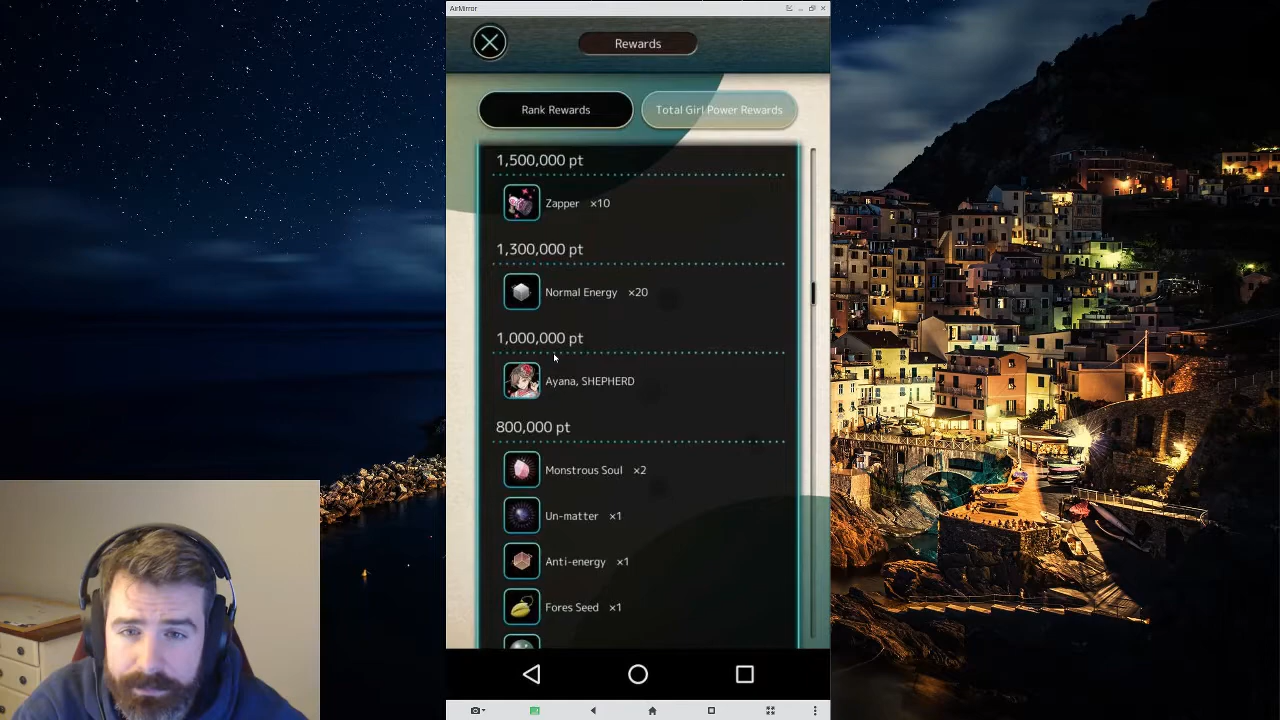 AirMirror
Rewards
Rank Rewards
Total Girl Power Rewards
1,500,000 pt
Zapper ×10
1,300,000 pt
Normal Energy ×20
1,000,000 pt
Ayana, SHEPHERD
800,000 pt
Monstrous Soul ×2
Un-matter ×1
Anti-energy ×1
Fores Seed ×1